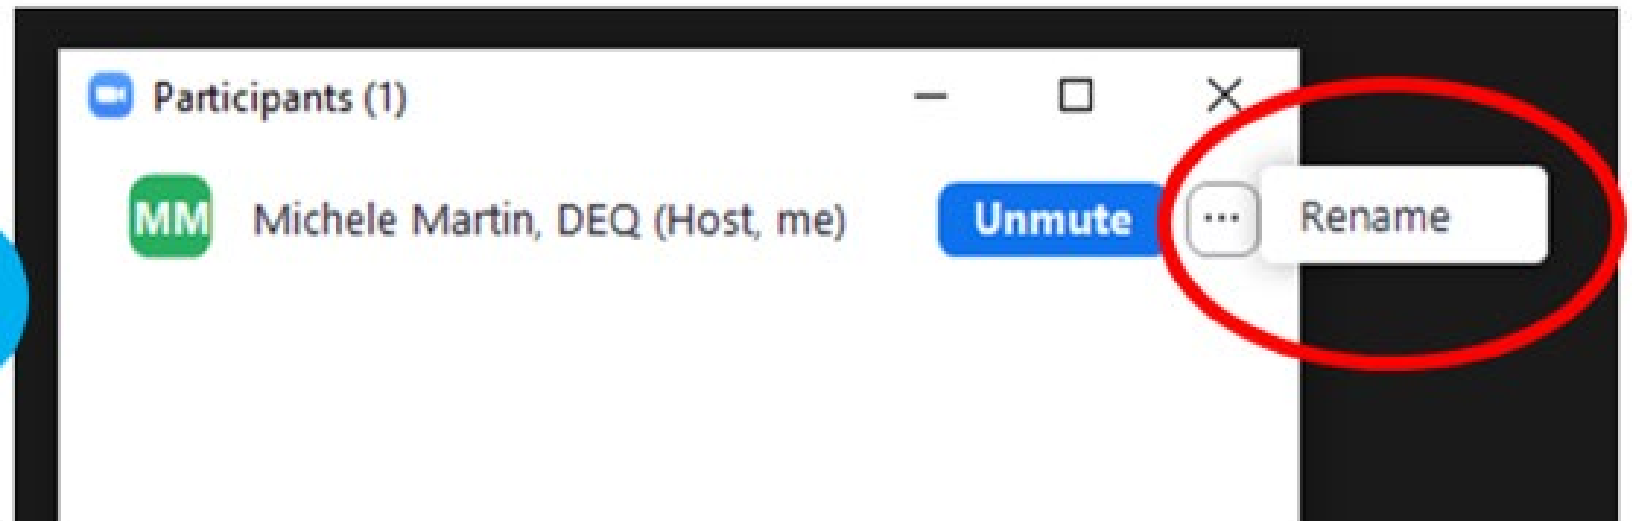 Participants (1)
MM Michele Martin, DEQ (Host, me) Unmute ... Rename